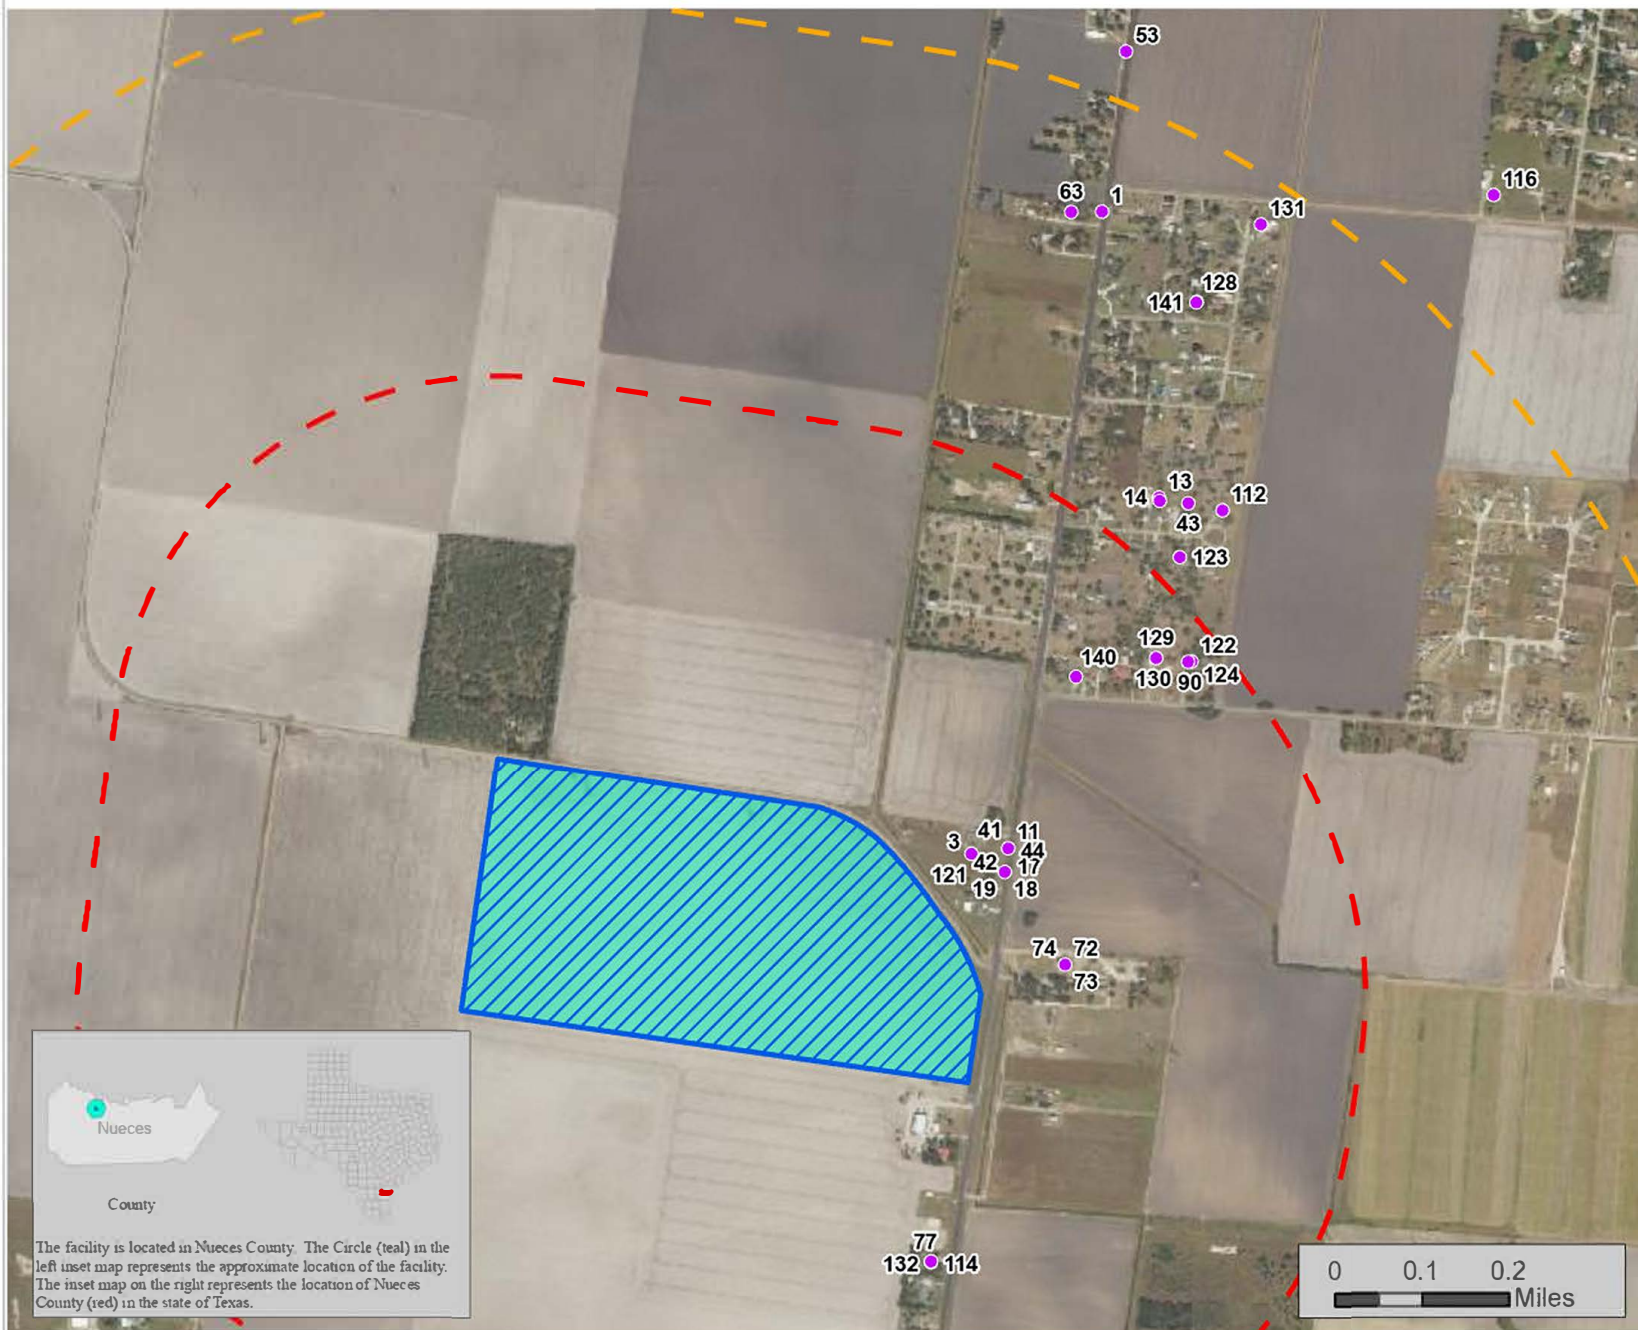 53
116
63 1
131
128
141
13
14 112
43
123
129 122
140
130 90 124
41 11
3 44
42 17
121
19 18
74 72
73
77
132 114
Nueces
County
The facility is located in Nueces County. The Circle (teal) in the
left inset map represents the approximate location of the facility.
The inset map on the right represents the location of Nueces
County (red) in the state of Texas.
0 0.1 0.2
Miles